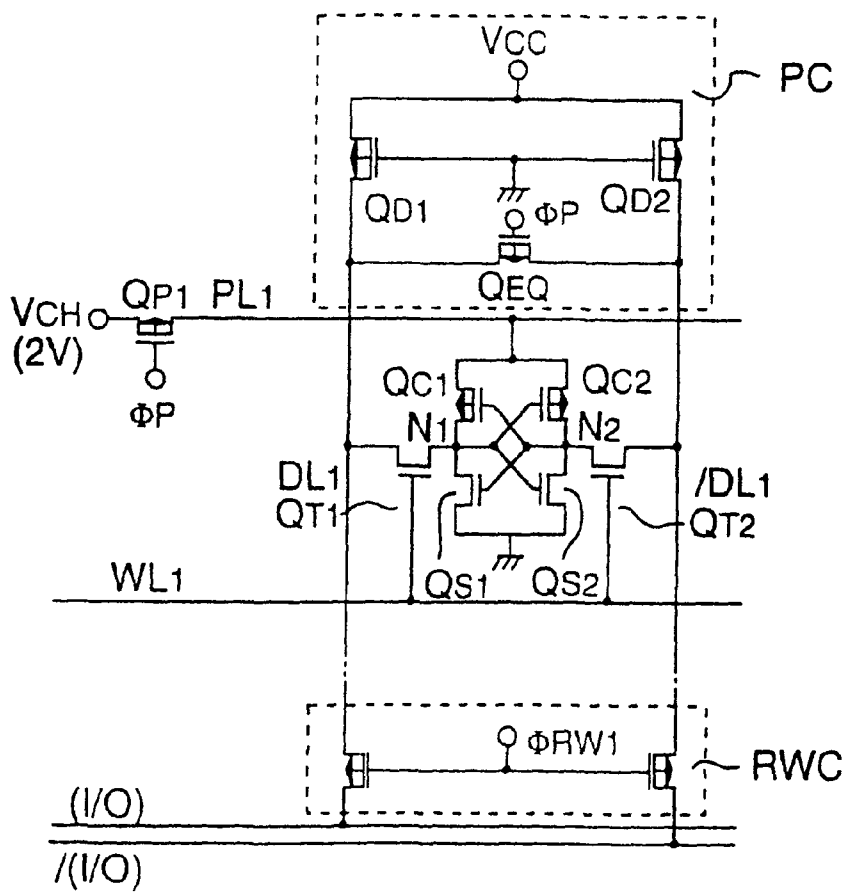 VCC
PC
QD1
QD2
ΦP
QEQ
QP1
PL1
VCH
(2V)
ΦP
QC1
QC2
N1
N2
DL1
/DL1
QT1
QT2
QS1
QS2
WL1
ΦRW1
RWC
(I/O)
/(I/O)